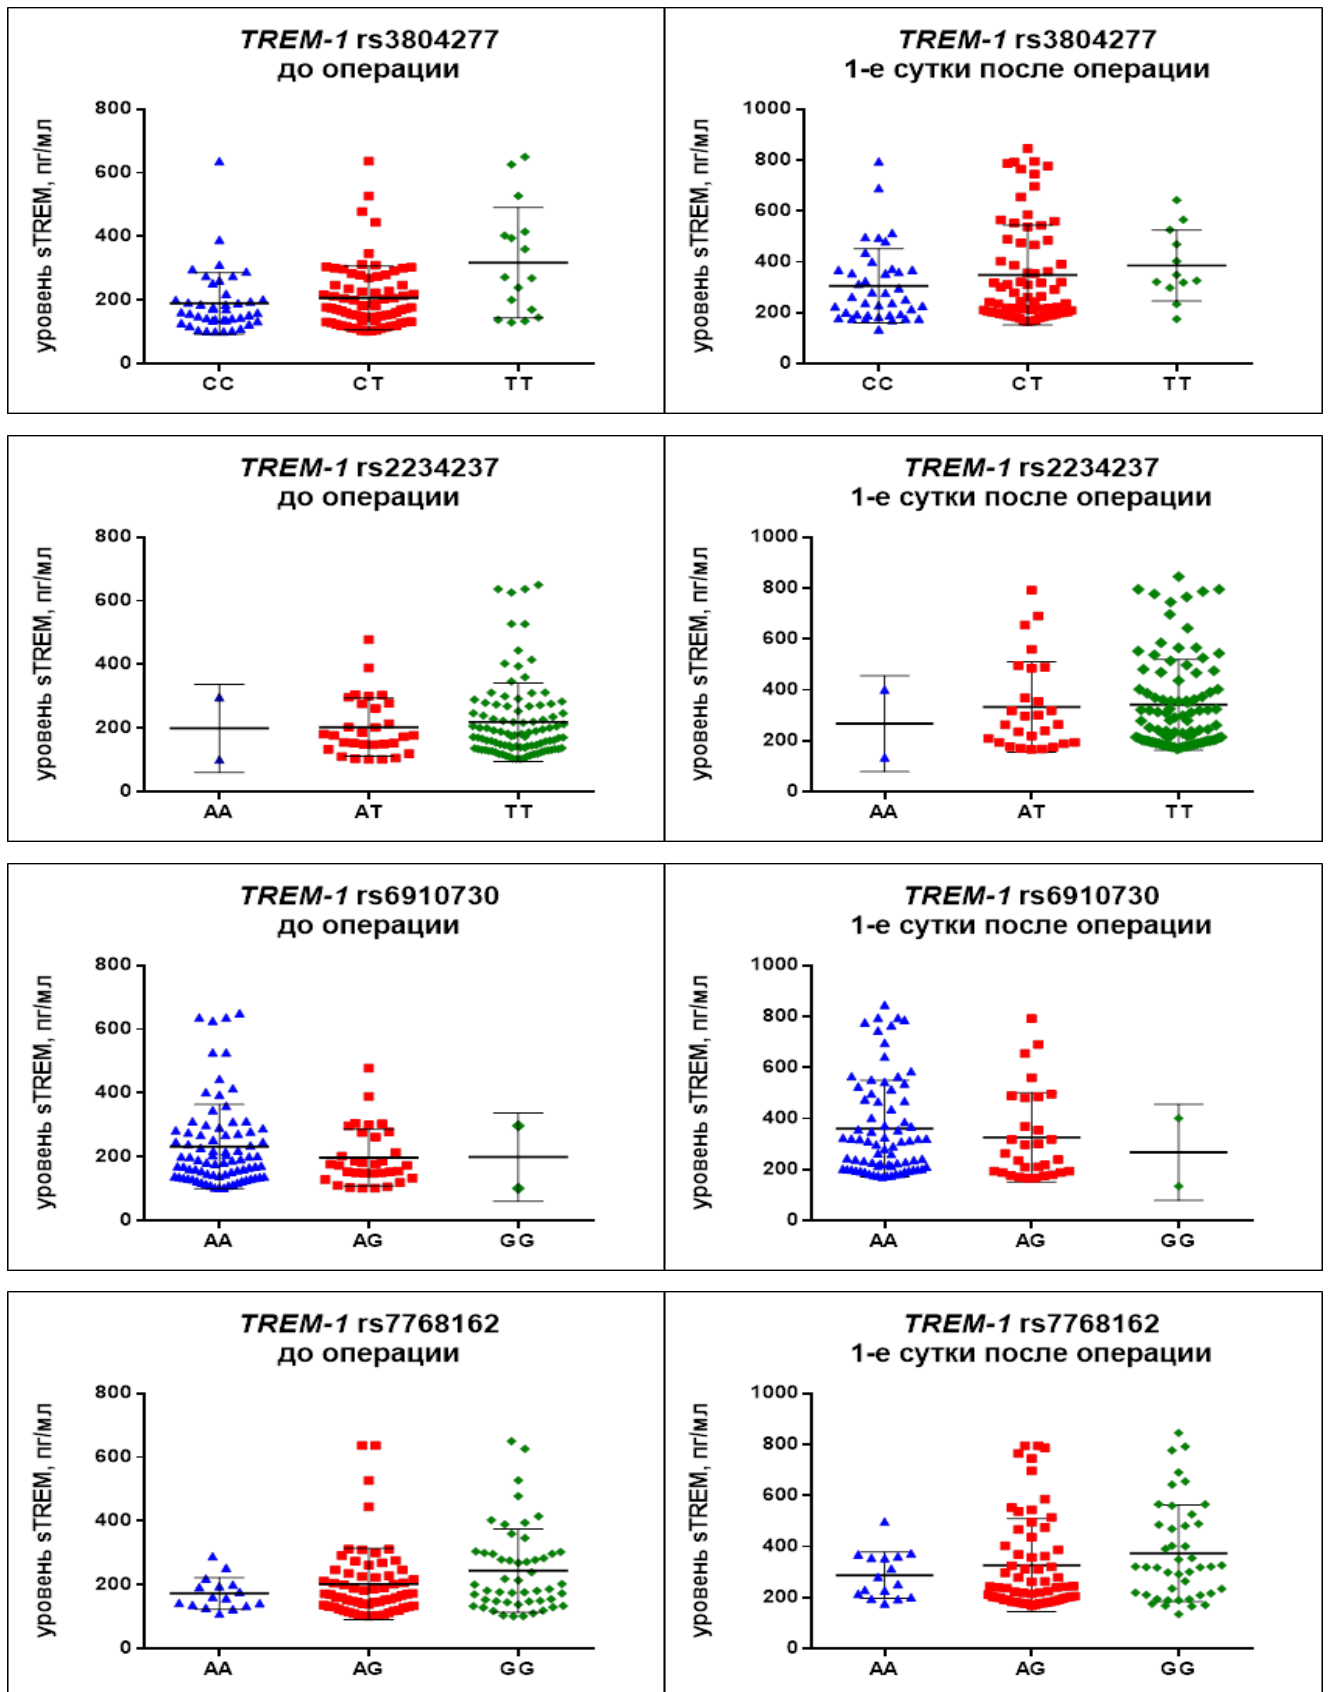 TREM-1 rs3804277
до операции
уровень sTREM, пг/мл
800
600
400
200
0
CC CT TT
TREM-1 rs3804277
1-е сутки после операции
уровень sTREM, пг/мл
1000
800
600
400
200
0
CC CT TT
TREM-1 rs2234237
до операции
уровень sTREM, пг/мл
800
600
400
200
0
AA AT TT
TREM-1 rs2234237
1-е сутки после операции
уровень sTREM, пг/мл
1000
800
600
400
200
0
AA AT TT
TREM-1 rs6910730
до операции
уровень sTREM, пг/мл
800
600
400
200
0
AA AG GG
TREM-1 rs6910730
1-е сутки после операции
уровень sTREM, пг/мл
1000
800
600
400
200
0
AA AG GG
TREM-1 rs7768162
до операции
уровень sTREM, пг/мл
800
600
400
200
0
AA AG GG
TREM-1 rs7768162
1-е сутки после операции
уровень sTREM, пг/мл
1000
800
600
400
200
0
AA AG GG